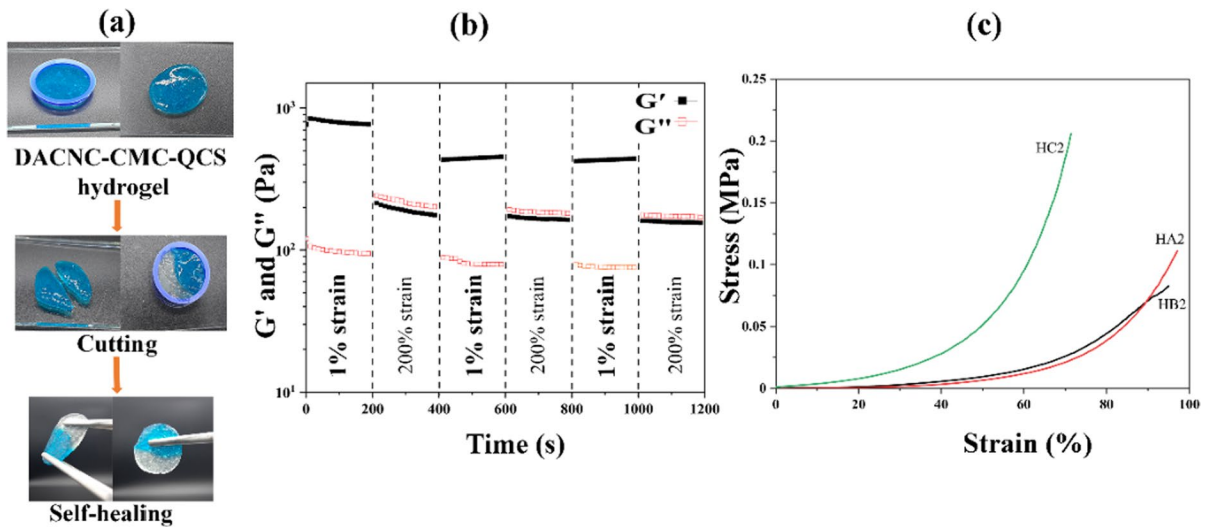 (a)
DACNC-CMC-QCS
hydrogel
Cutting
Self-healing
(b)
G' and G'' (Pa)
10³
10²
10¹
G'
G''
1% strain
200% strain
1% strain
200% strain
1% strain
200% strain
0 200 400 600 800 1000 1200
Time (s)
(c)
Stress (MPa)
0.25
0.2
0.15
0.1
0.05
0
HC2
HA2
HB2
0 20 40 60 80 100
Strain (%)